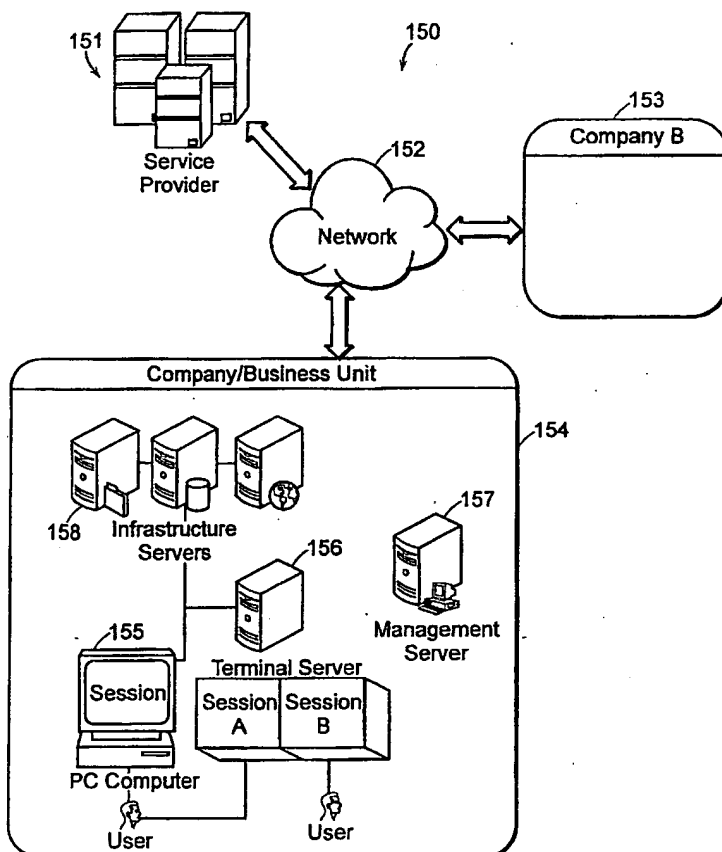 151
150
Service
Provider
152
Network
153
Company B
Company/Business Unit
154
158
Infrastructure
Servers
156
157
Management
Server
155
Session
PC Computer
Terminal Server
Session
A
Session
B
User
User